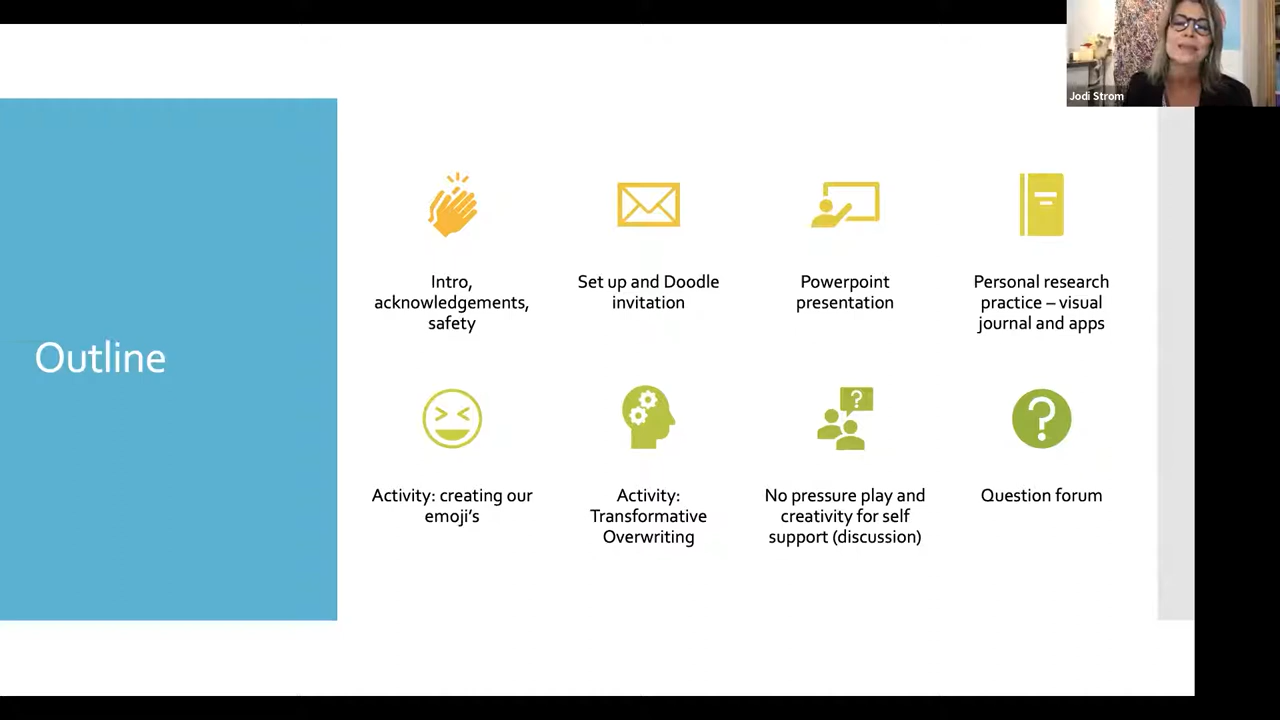 Jodi Strom
Outline
Intro,
acknowledgements,
safety
Set up and Doodle
invitation
Powerpoint
presentation
Personal research
practice – visual
journal and apps
Activity: creating our
emoji's
Activity:
Transformative
Overwriting
?
No pressure play and
creativity for self
support (discussion)
?
Question forum